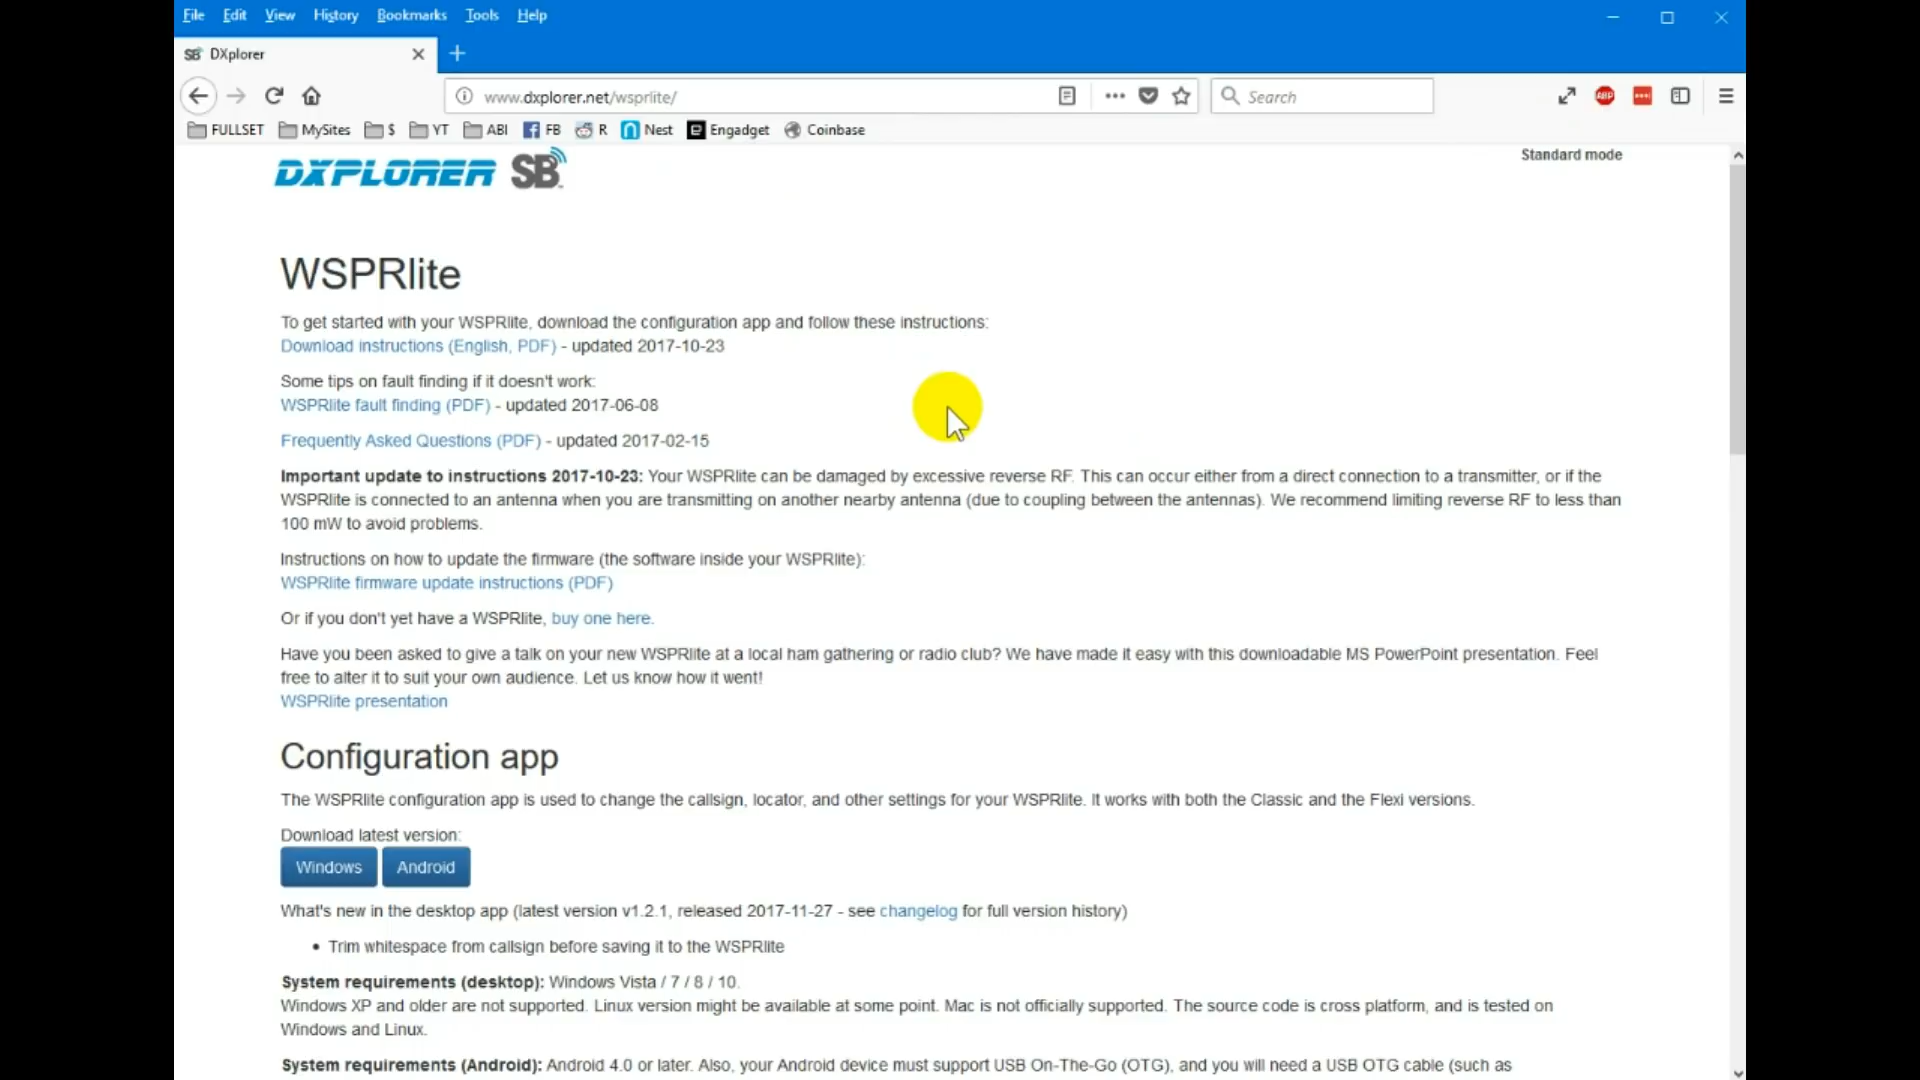 File Edit View History Bookmarks Tools Help
SB DXplorer
www.dxplorer.net/wsprlite/
Search
ABP
FULLSET MySites $ YT ABI FB R Nest Engadget Coinbase
DXPLORER SB
Standard mode
WSPRlite
To get started with your WSPRlite, download the configuration app and follow these instructions:
Download instructions (English, PDF) - updated 2017-10-23
Some tips on fault finding if it doesn't work:
WSPRlite fault finding (PDF) - updated 2017-06-08
Frequently Asked Questions (PDF) - updated 2017-02-15
Important update to instructions 2017-10-23: Your WSPRlite can be damaged by excessive reverse RF. This can occur either from a direct connection to a transmitter, or if the
WSPRlite is connected to an antenna when you are transmitting on another nearby antenna (due to coupling between the antennas). We recommend limiting reverse RF to less than
100 mW to avoid problems.
Instructions on how to update the firmware (the software inside your WSPRlite):
WSPRlite firmware update instructions (PDF)
Or if you don't yet have a WSPRlite, buy one here.
Have you been asked to give a talk on your new WSPRlite at a local ham gathering or radio club? We have made it easy with this downloadable MS PowerPoint presentation. Feel
free to alter it to suit your own audience. Let us know how it went!
WSPRlite presentation
Configuration app
The WSPRlite configuration app is used to change the callsign, locator, and other settings for your WSPRlite. It works with both the Classic and the Flexi versions.
Download latest version:
Windows Android
What's new in the desktop app (latest version v1.2.1, released 2017-11-27 - see changelog for full version history)
• Trim whitespace from callsign before saving it to the WSPRlite
System requirements (desktop): Windows Vista / 7 / 8 / 10.
Windows XP and older are not supported. Linux version might be available at some point. Mac is not officially supported. The source code is cross platform, and is tested on
Windows and Linux.
System requirements (Android): Android 4.0 or later. Also, your Android device must support USB On-The-Go (OTG), and you will need a USB OTG cable (such as